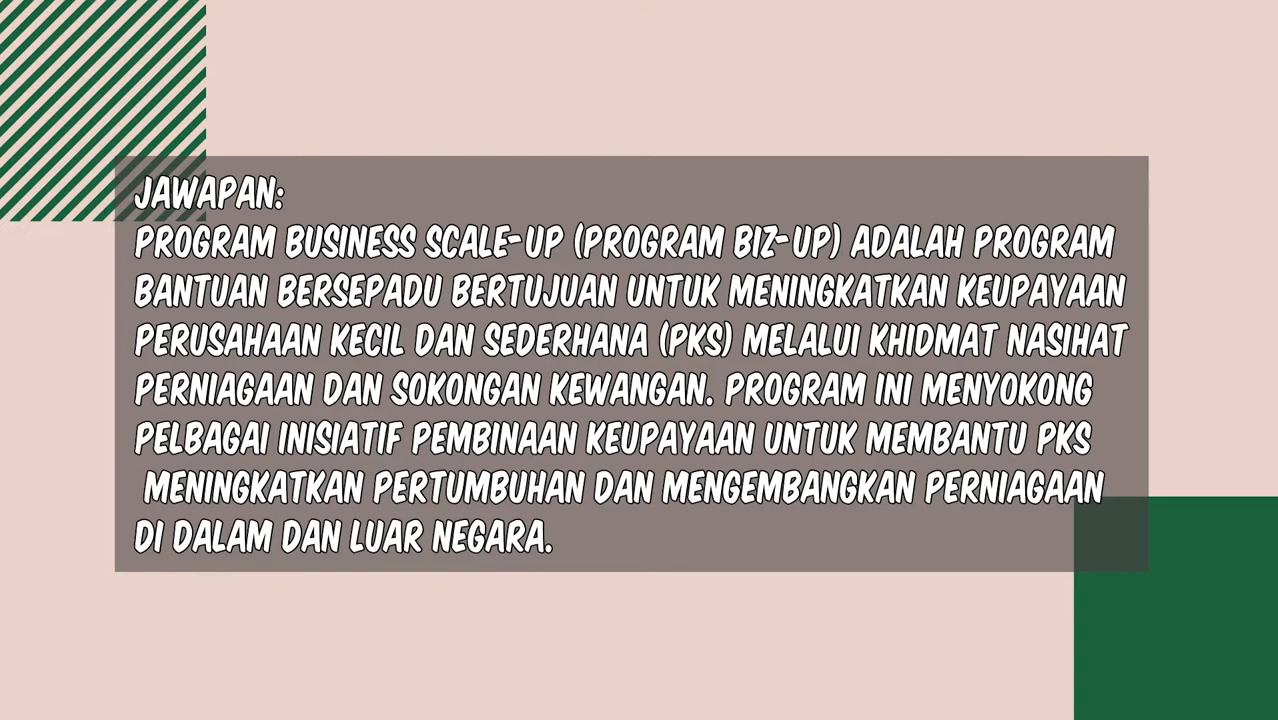 JAWAPAN:
PROGRAM BUSINESS SCALE-UP (PROGRAM BIZ-UP) ADALAH PROGRAM
BANTUAN BERSEPADU BERTUJUAN UNTUK MENINGKATKAN KEUPAYAAN
PERUSAHAAN KECIL DAN SEDERHANA (PKS) MELALUI KHIDMAT NASIHAT
PERNIAGAAN DAN SOKONGAN KEWANGAN. PROGRAM INI MENYOKONG
PELBAGAI INISIATIF PEMBINAAN KEUPAYAAN UNTUK MEMBANTU PKS
MENINGKATKAN PERTUMBUHAN DAN MENGEMBANGKAN PERNIAGAAN
DI DALAM DAN LUAR NEGARA.